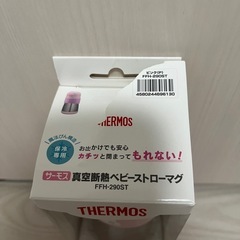 ピンク(P)
FFH-290ST
4580244696130
THERMOS
保冷専用
お出かけでも安心
カチッと閉まってもれない!
サーモス 真空断熱ベビーストローマグ
FFH-290ST
THERMOS